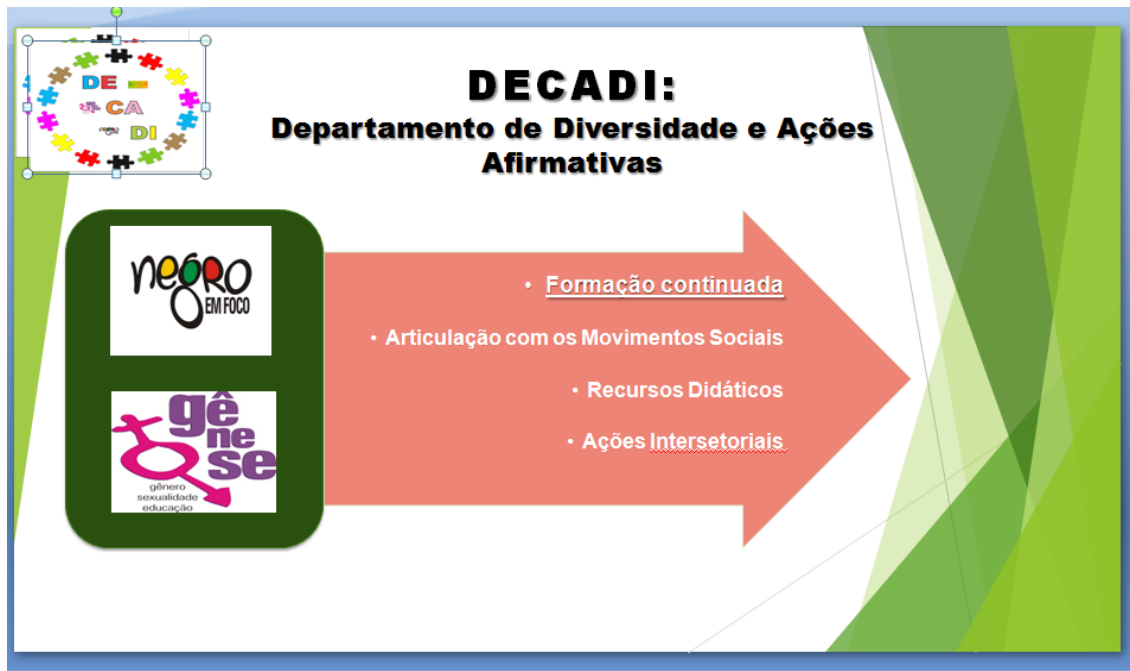 DE
CA
DI
DECADI:
Departamento de Diversidade e Ações
Afirmativas
negro
EM FOCO
gê
ne
se
gênero
sexualidade
educação
• Formação continuada
• Articulação com os Movimentos Sociais
• Recursos Didáticos
• Ações Intersetoriais